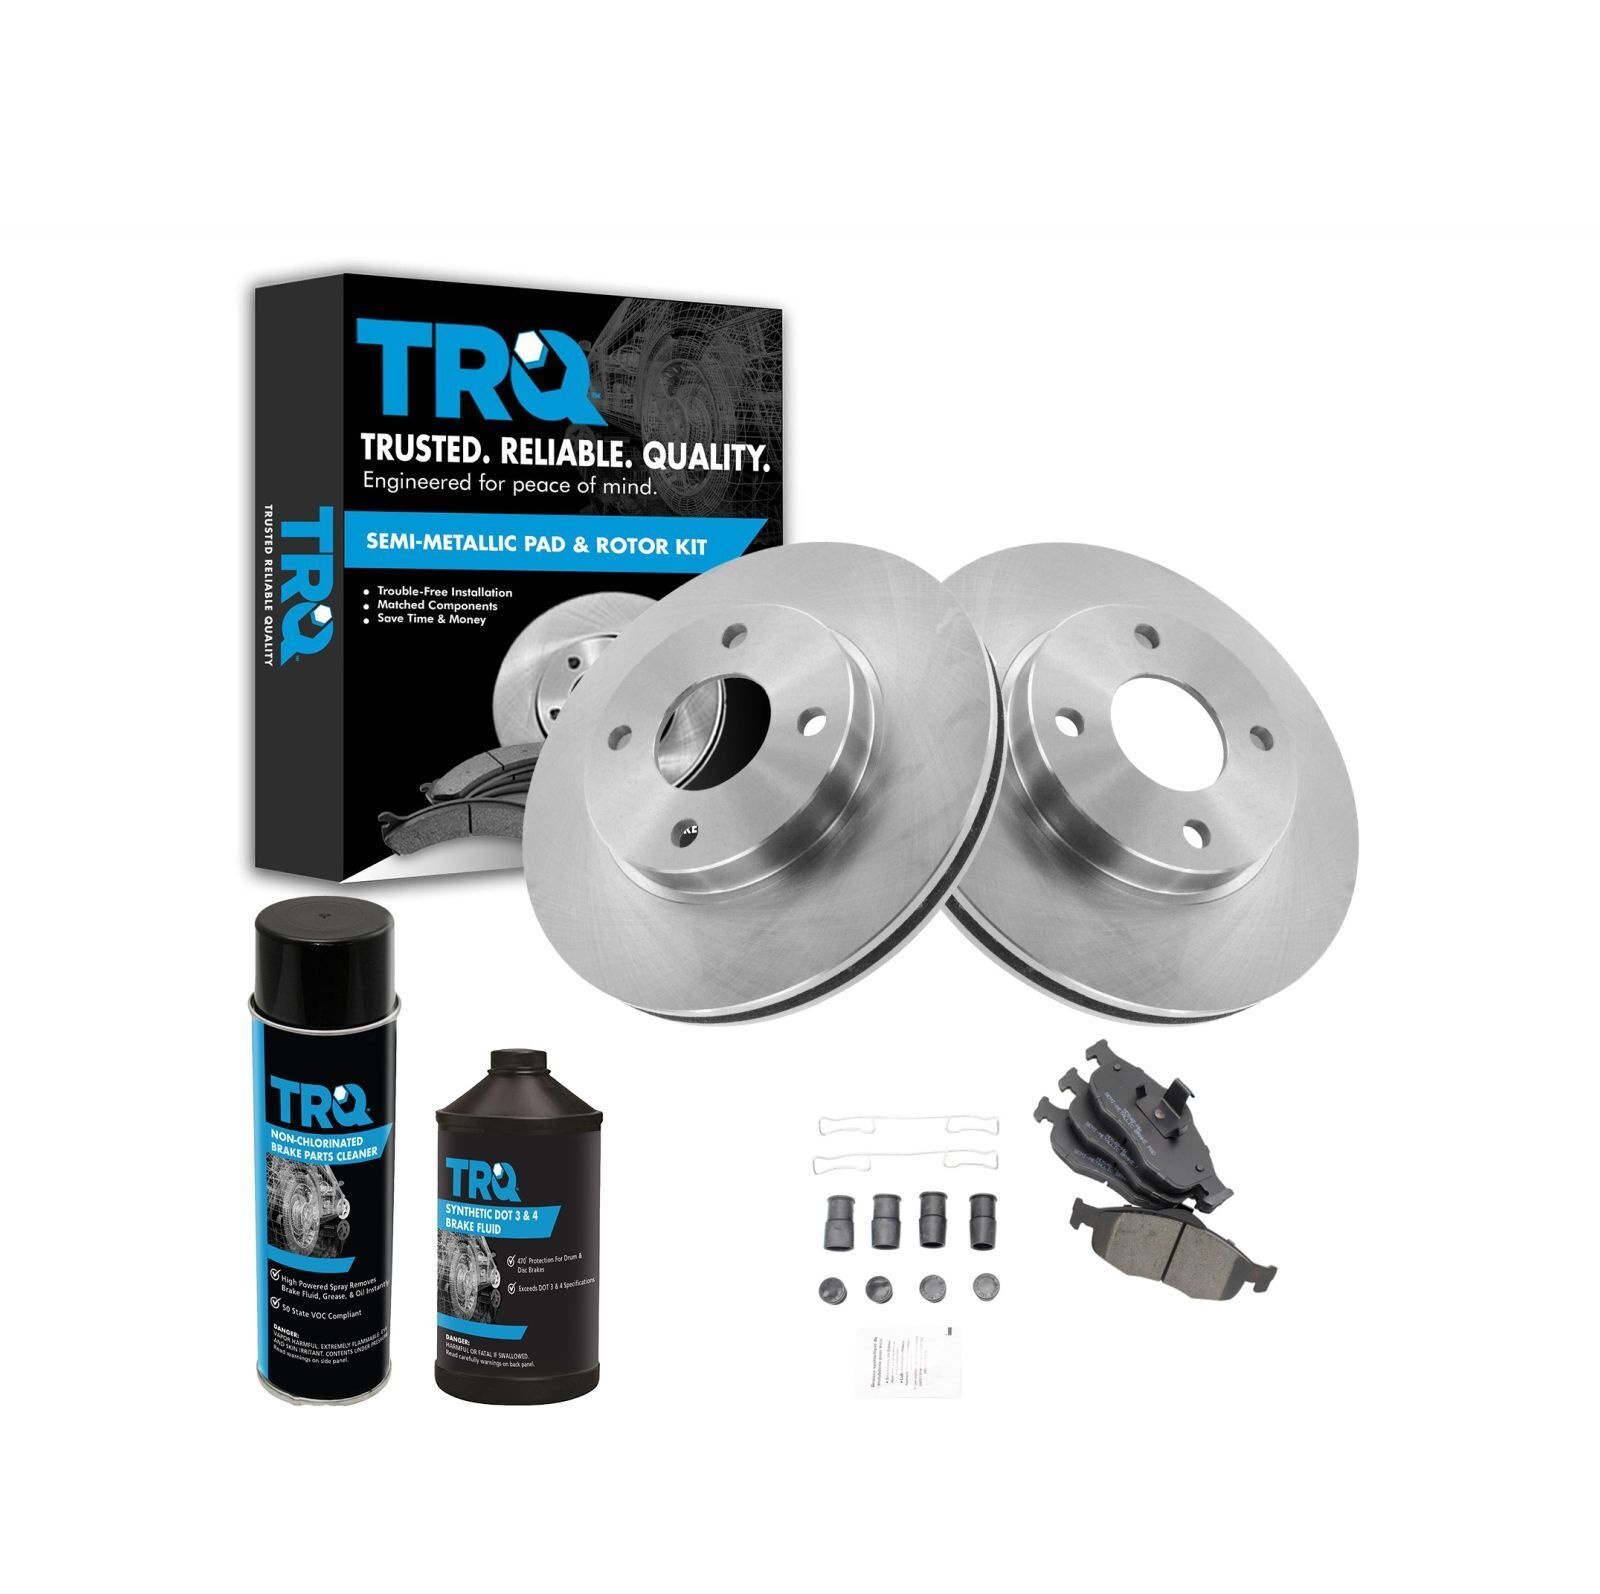 TRQ™
TRUSTED. RELIABLE. QUALITY.
Engineered for peace of mind.
SEMI-METALLIC PAD & ROTOR KIT
• Trouble-Free Installation
• Matched Components
• Save Time & Money
TRQ™
TRUSTED RELIABLE QUALITY
TRQ
NON-CHLORINATED
BRAKE PARTS CLEANER
High Powered Spray Removes
Brake Fluid, Grease, & Oil Instantly
50 State VOC Compliant
DANGER:
VAPOR HARMFUL. EXTREMELY FLAMMABLE. EYE
AND SKIN IRRITANT. CONTENTS UNDER PRESSURE.
Read warnings on side panel.
TRQ
SYNTHETIC DOT 3 & 4
BRAKE FLUID
470° Protection For Drum &
Disc Brakes
Exceeds DOT 3 & 4 Specifications
DANGER:
HARMFUL OR FATAL IF SWALLOWED.
Read carefully warnings on back panel.